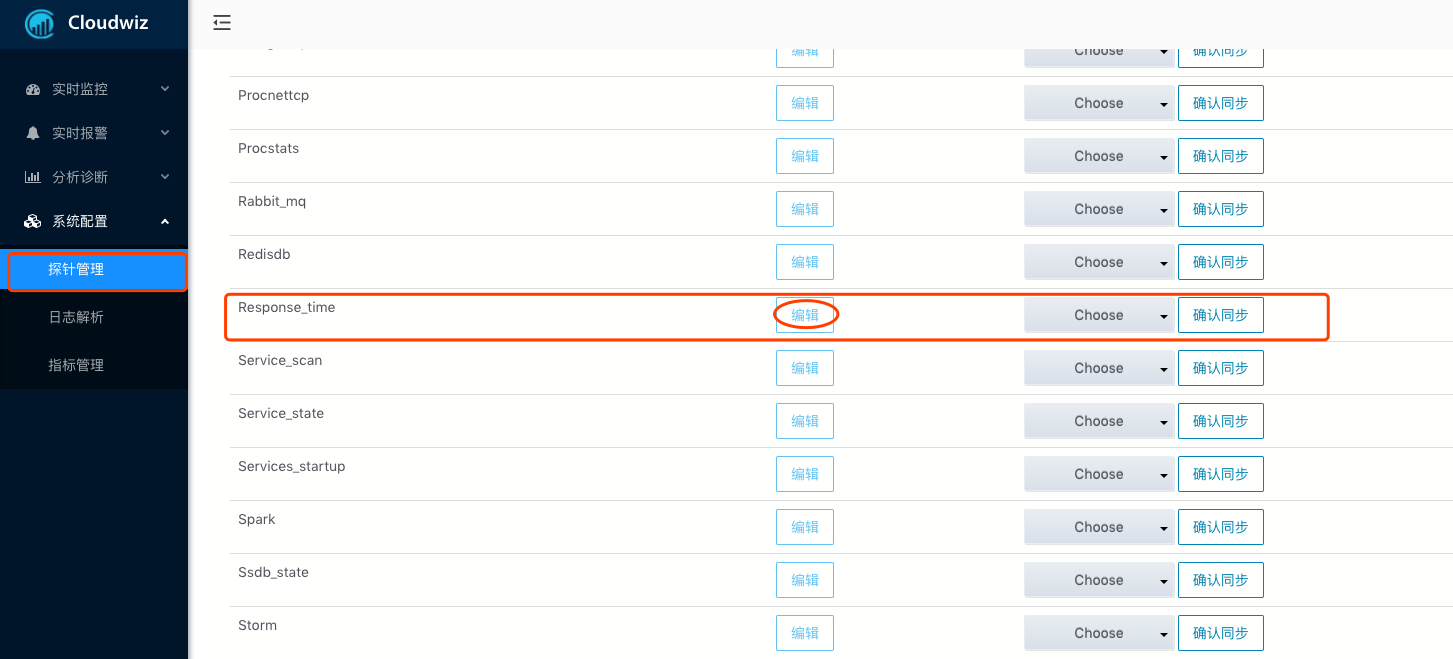 Cloudwiz
实时监控
实时报警
分析诊断
系统配置
探针管理
日志解析
指标管理
编辑 Choose 确认同步
Procnettcp 编辑 Choose 确认同步
Procstats 编辑 Choose 确认同步
Rabbit_mq 编辑 Choose 确认同步
Redisdb 编辑 Choose 确认同步
Response_time 编辑 Choose 确认同步
Service_scan 编辑 Choose 确认同步
Service_state 编辑 Choose 确认同步
Services_startup 编辑 Choose 确认同步
Spark 编辑 Choose 确认同步
Ssdb_state 编辑 Choose 确认同步
Storm 编辑 Choose 确认同步